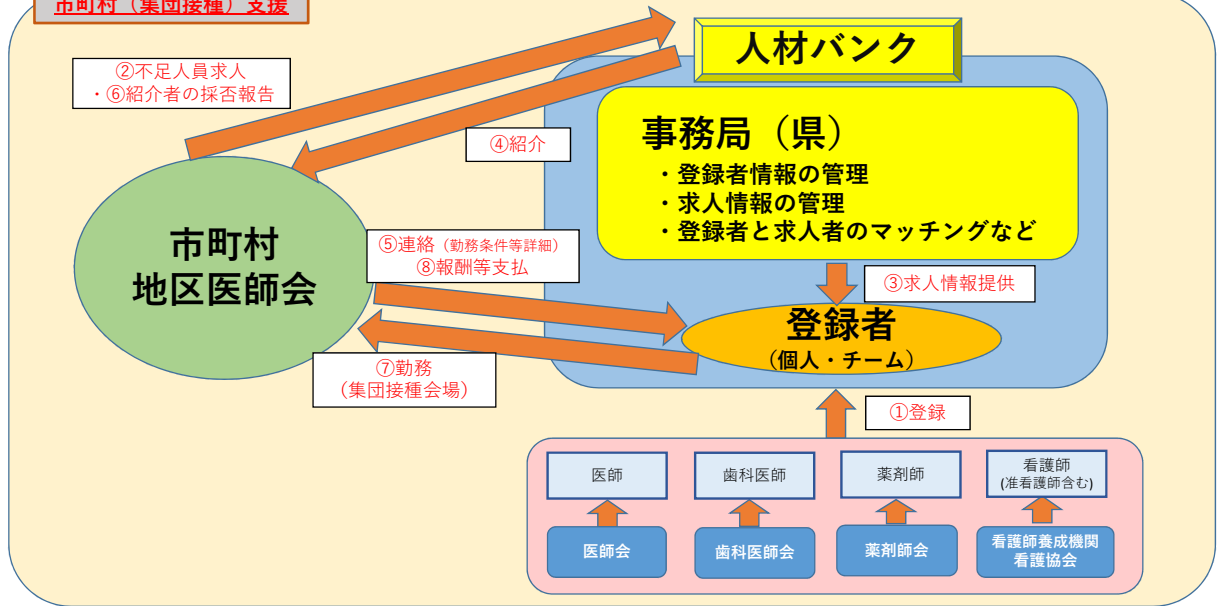 市町村（集団接種）支援
人材バンク
②不足人員求人
・⑥紹介者の採否報告
④紹介
事務局（県）
・登録者情報の管理
・求人情報の管理
・登録者と求人者のマッチングなど
市町村
地区医師会
⑤連絡（勤務条件等詳細）
⑧報酬等支払
③求人情報提供
登録者
（個人・チーム）
⑦勤務
（集団接種会場）
①登録
医師
歯科医師
薬剤師
看護師
(准看護師含む)
医師会
歯科医師会
薬剤師会
看護師養成機関
看護協会